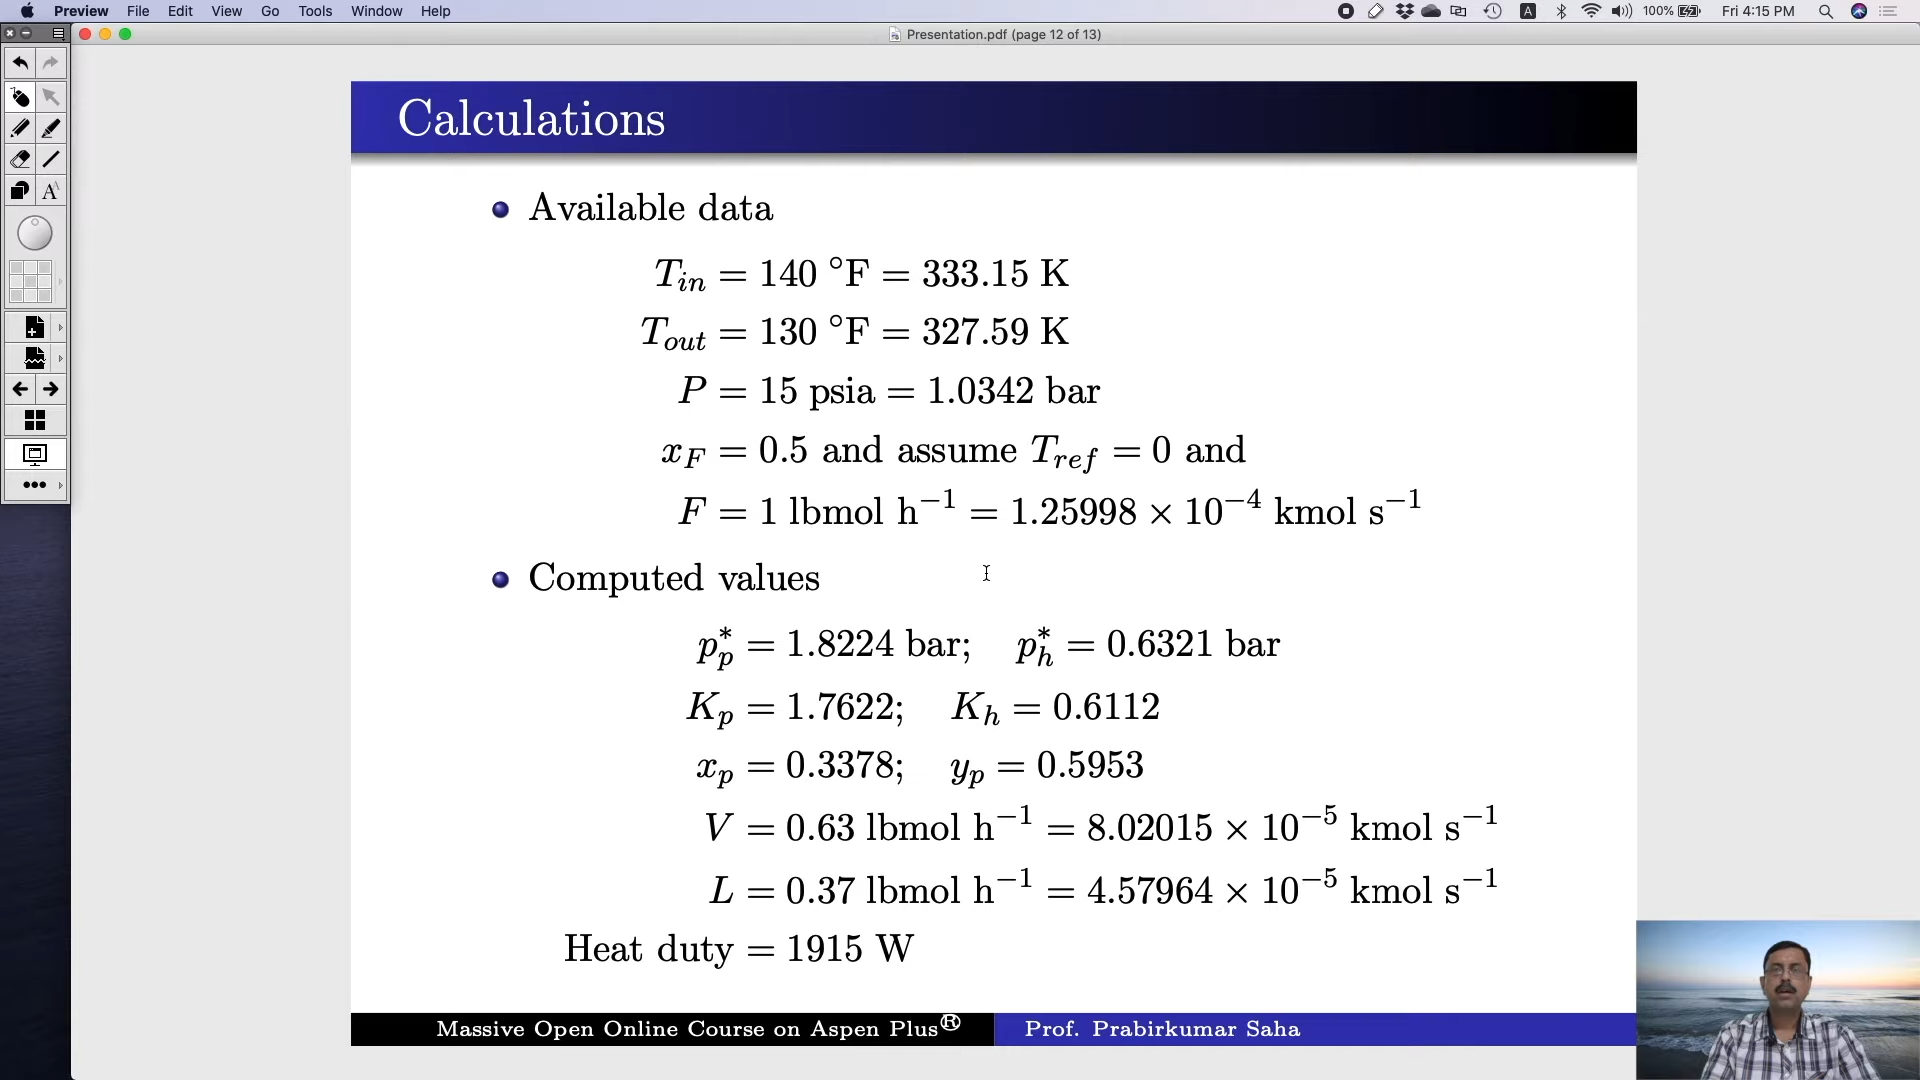 Preview File Edit View Go Tools Window Help
A
100%
Fri 4:15 PM
Presentation.pdf (page 12 of 13)
A
Calculations
Available data
T_in = 140 °F = 333.15 K
T_out = 130 °F = 327.59 K
P = 15 psia = 1.0342 bar
x_F = 0.5 and assume T_ref = 0 and
F = 1 lbmol h⁻¹ = 1.25998 × 10⁻⁴ kmol s⁻¹
Computed values
p*_p = 1.8224 bar; p*_h = 0.6321 bar
K_p = 1.7622; K_h = 0.6112
x_p = 0.3378; y_p = 0.5953
V = 0.63 lbmol h⁻¹ = 8.02015 × 10⁻⁵ kmol s⁻¹
L = 0.37 lbmol h⁻¹ = 4.57964 × 10⁻⁵ kmol s⁻¹
Heat duty = 1915 W
Massive Open Online Course on Aspen Plus®
Prof. Prabirkumar Saha